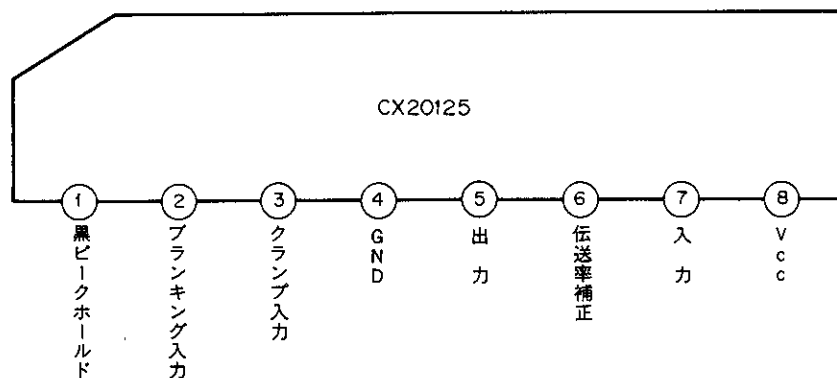 CX20125
1
2
3
4
5
6
7
8
黒ピークホールド
ブランキング入力
クランプ入力
GND
出力
伝送率補正
入力
Vcc